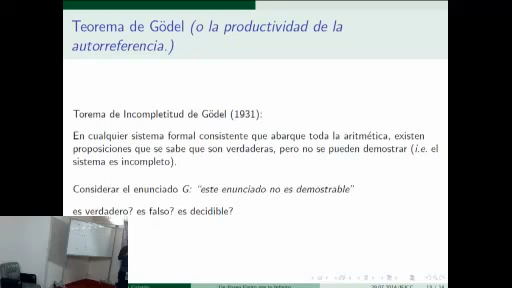 Teorema de Gödel (o la productividad de la
autorreferencia.)
Torema de Incompletitud de Gödel (1931):
En cualquier sistema formal consistente que abarque toda la aritmética, existen
proposiciones que se sabe que son verdaderas, pero no se pueden demostrar (i.e. el
sistema es incompleto).
Considerar el enunciado G: "este enunciado no es demostrable"
es verdadero? es falso? es decidible?